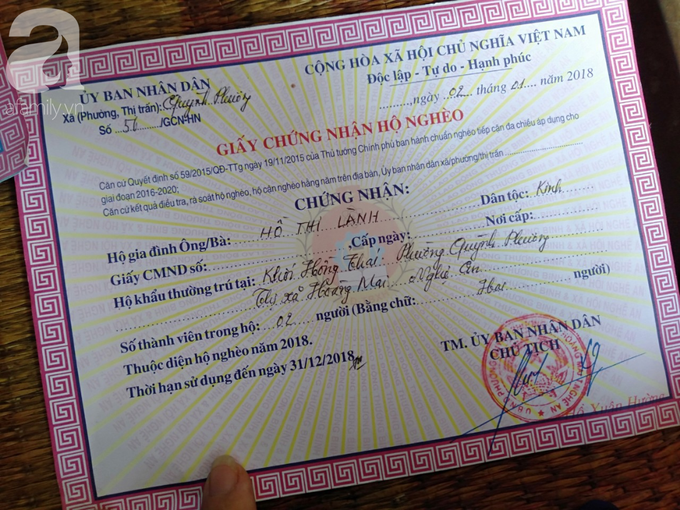 afamily.vn
ỦY BAN NHÂN DÂN
Xã (Phường, Thị trấn): Quỳnh Phương
Số 56 /GCN-HN
CỘNG HÒA XÃ HỘI CHỦ NGHĨA VIỆT NAM
Độc lập - Tự do - Hạnh phúc
ngày 02 tháng 01 năm 2018
GIẤY CHỨNG NHẬN HỘ NGHÈO
Căn cứ Quyết định số 59/2015/QĐ-TTg ngày 19/11/2015 của Thủ tướng Chính phủ ban hành chuẩn nghèo tiếp cận đa chiều áp dụng cho
giai đoạn 2016-2020;
Căn cứ kết quả điều tra, rà soát hộ nghèo, hộ cận nghèo hằng năm trên địa bàn, Ủy ban nhân dân xã/phường/thị trấn
CHỨNG NHẬN:
Hộ gia đình Ông/Bà: HỒ THỊ LÀNH Dân tộc: Kinh
Giấy CMND số: , Cấp ngày: Nơi cấp:
Hộ khẩu thường trú tại: Khối Hồng Thái Phường Quỳnh Phương
Thị xã Hoàng Mai Nghệ An
Số thành viên trong hộ: 02 người (Bằng chữ: Hai người)
Thuộc diện hộ nghèo năm 2018.
Thời hạn sử dụng đến ngày 31/12/2018
TM. ỦY BAN NHÂN DÂN
CHỦ TỊCH
Hồ Xuân Hường